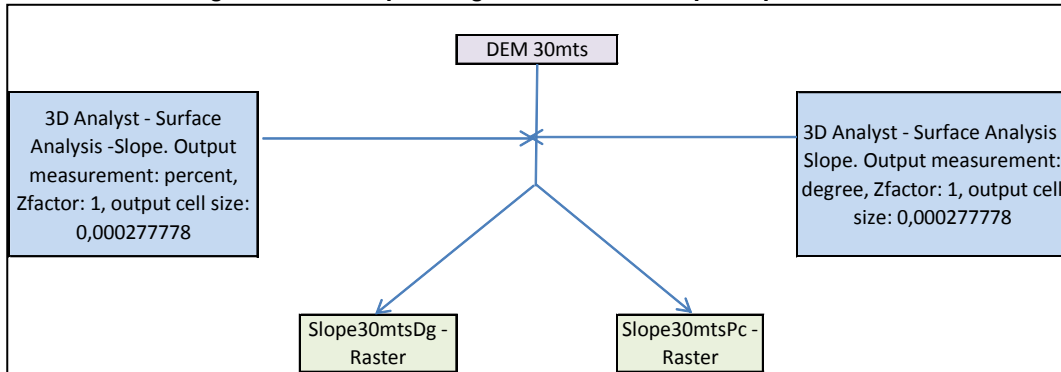 DEM 30mts
3D Analyst - Surface
Analysis -Slope. Output
measurement: percent,
Zfactor: 1, output cell size:
0,000277778
3D Analyst - Surface Analysis
Slope. Output measurement:
degree, Zfactor: 1, output cell
size: 0,000277778
Slope30mtsDg -
Raster
Slope30mtsPc -
Raster